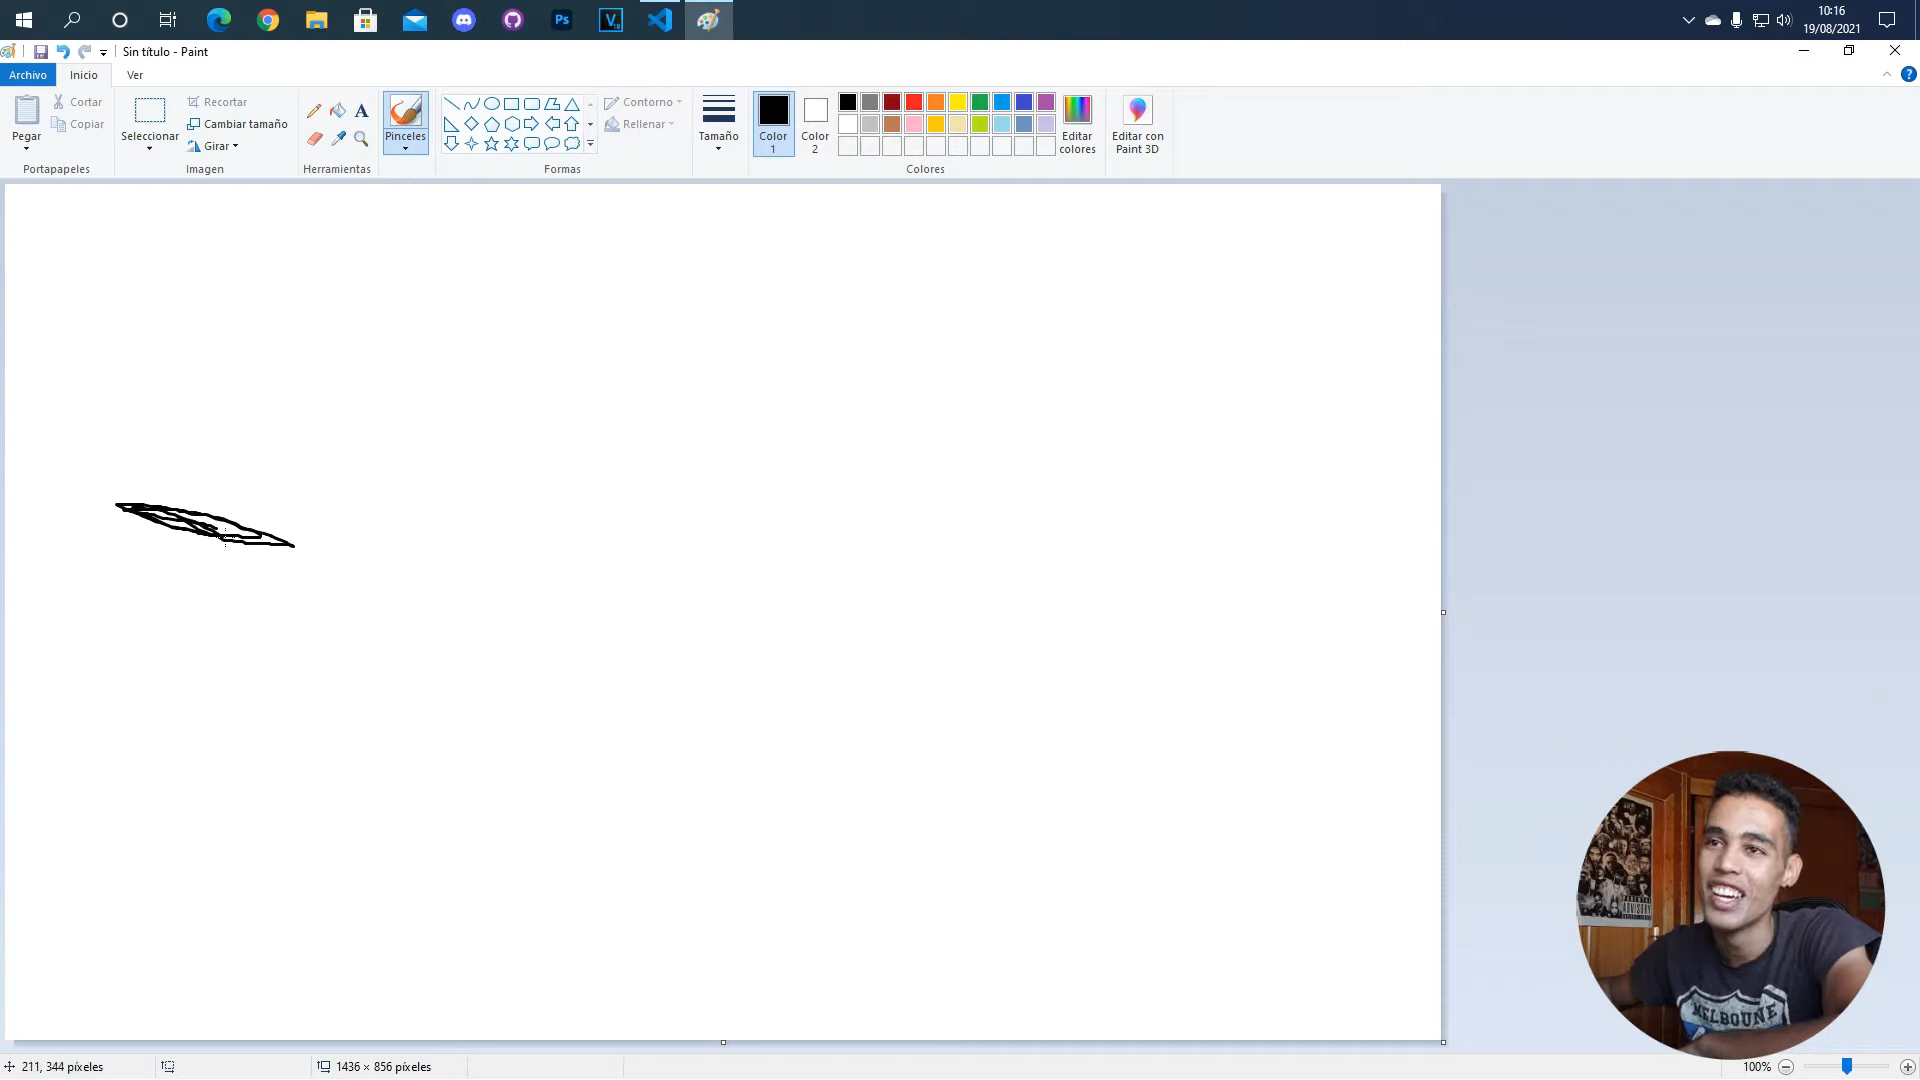 Ps
V
10:16
19/08/2021
Sin título - Paint
Archivo
Inicio
Ver
Pegar
Cortar
Copiar
Portapapeles
Seleccionar
Recortar
Cambiar tamaño
Girar
Imagen
A
Herramientas
Pinceles
Contorno
Rellenar
Formas
Tamaño
Color
1
Color
2
Editar
colores
Colores
Editar con
Paint 3D
MELBOUNE
211, 344 píxeles
1436 × 856 píxeles
100%